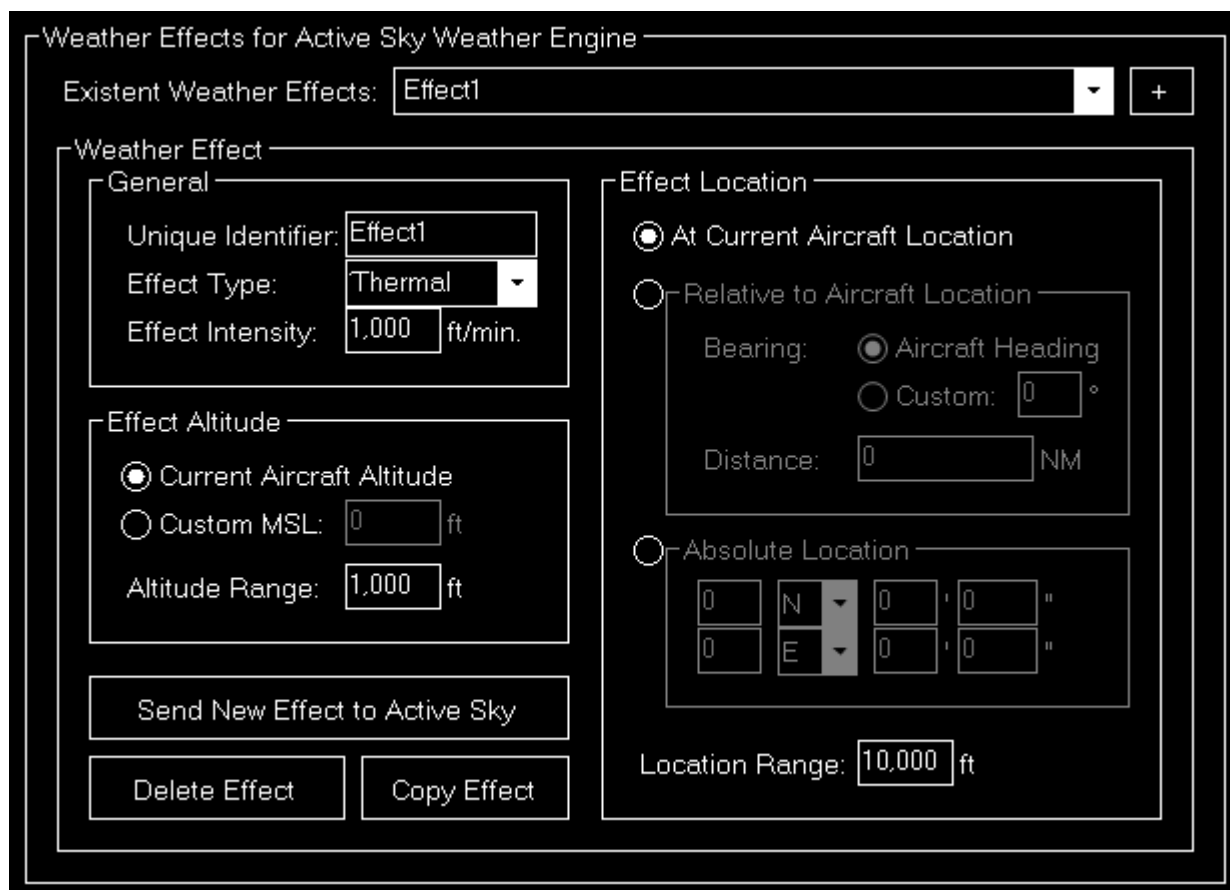 Weather Effects for Active Sky Weather Engine
Existent Weather Effects: Effect1 +
Weather Effect
General
Unique Identifier: Effect1
Effect Type: Thermal
Effect Intensity: 1,000 ft/min.
Effect Altitude
Current Aircraft Altitude
Custom MSL: 0 ft
Altitude Range: 1,000 ft
Send New Effect to Active Sky
Delete Effect Copy Effect
Effect Location
At Current Aircraft Location
Relative to Aircraft Location
Bearing: Aircraft Heading
Custom: 0 °
Distance: 0 NM
Absolute Location
0 N 0 ' 0 "
0 E 0 ' 0 "
Location Range: 10,000 ft